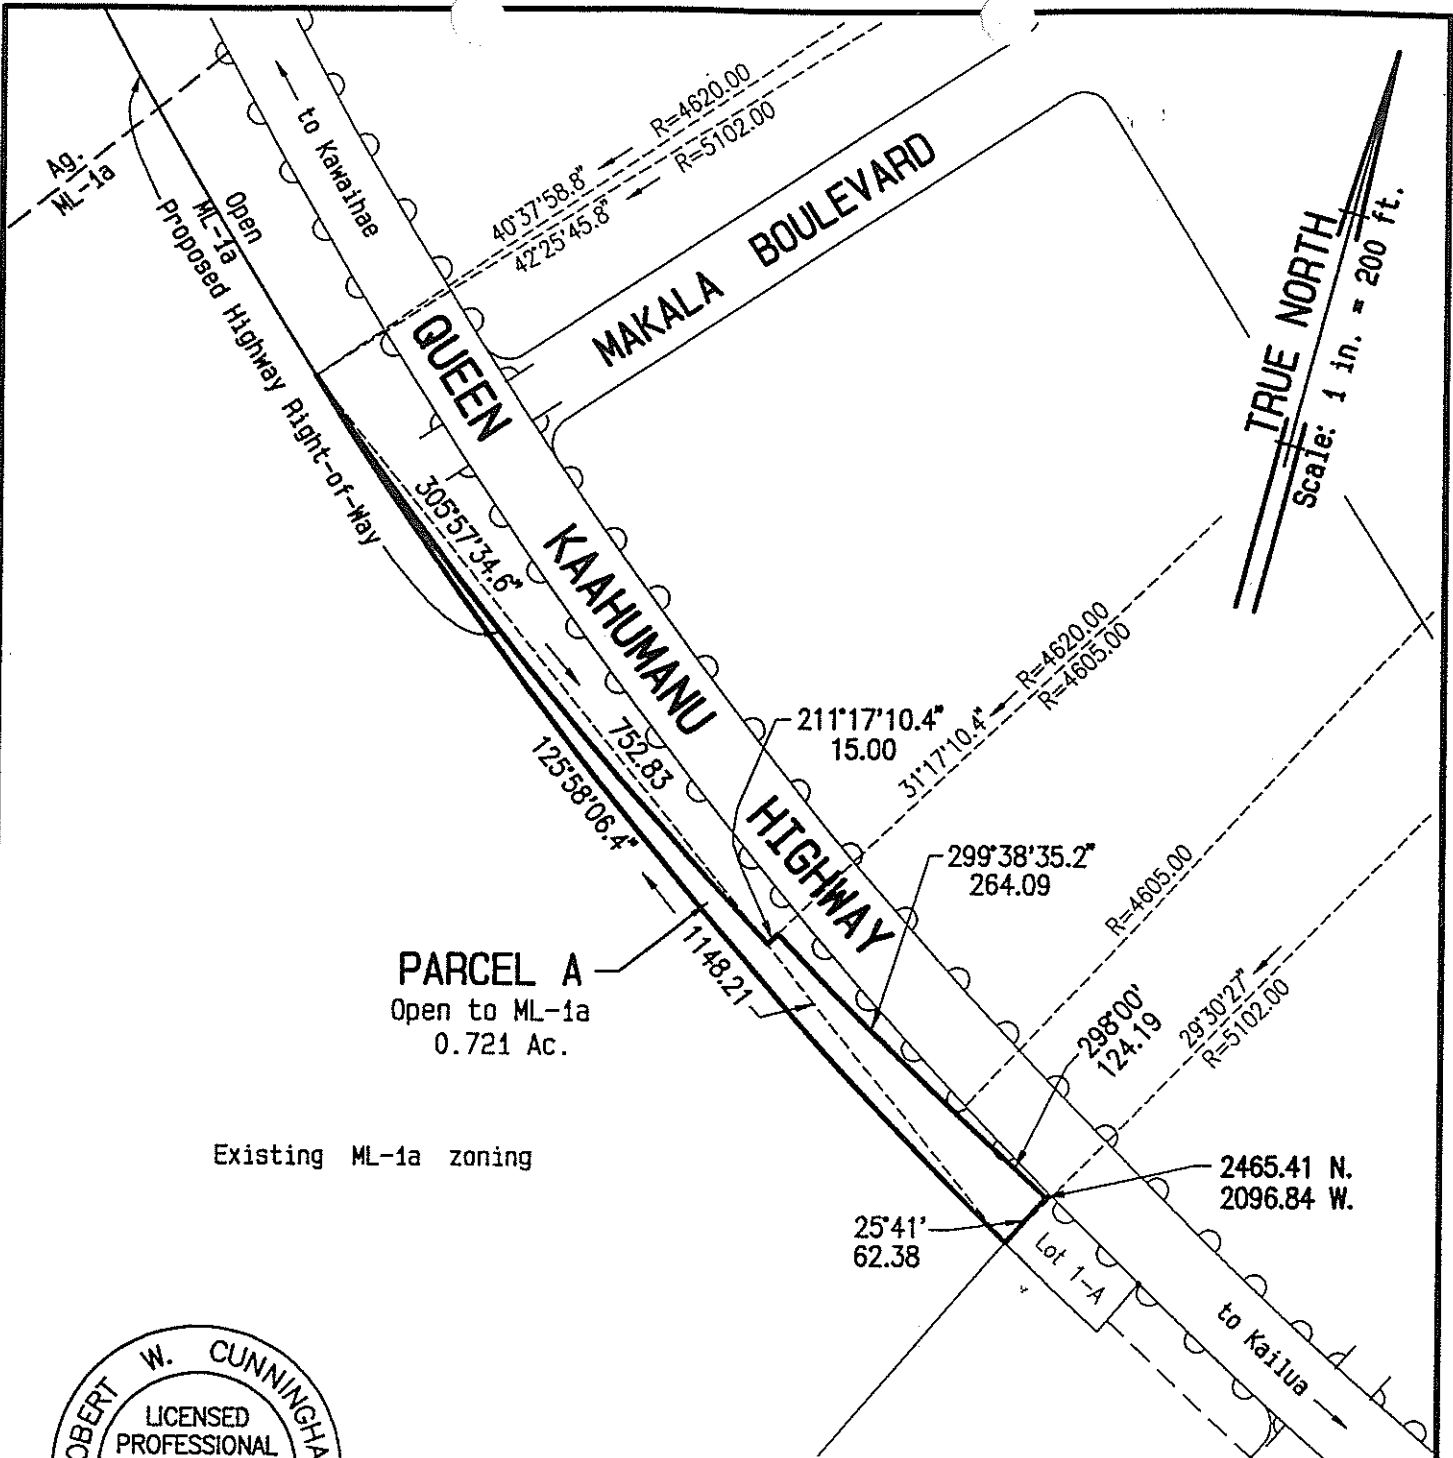 to Kawaihae
R=4620.00
R=5102.00
40°37'58.8"
42°25'45.8"
Ag.
ML-1a
Open
ML-1a
Proposed Highway Right-of-Way
MAKALA BOULEVARD
TRUE NORTH
Scale: 1 in. = 200 ft.
QUEEN KAAHUMANU HIGHWAY
305°57'34.6"
752.83
125°58'06.4"
1148.21
211°17'10.4"
15.00
R=4620.00
R=4605.00
31°17'10.4"
299°38'35.2"
264.09
R=4605.00
298°00'
124.19
29°30'27"
R=5102.00
PARCEL A
Open to ML-1a
0.721 Ac.
Existing ML-1a zoning
2465.41 N.
2096.84 W.
25°41'
62.38
Lot 1-A
to Kailua
OBERT W. CUNNINGHA
LICENSED
PROFESSIONAL